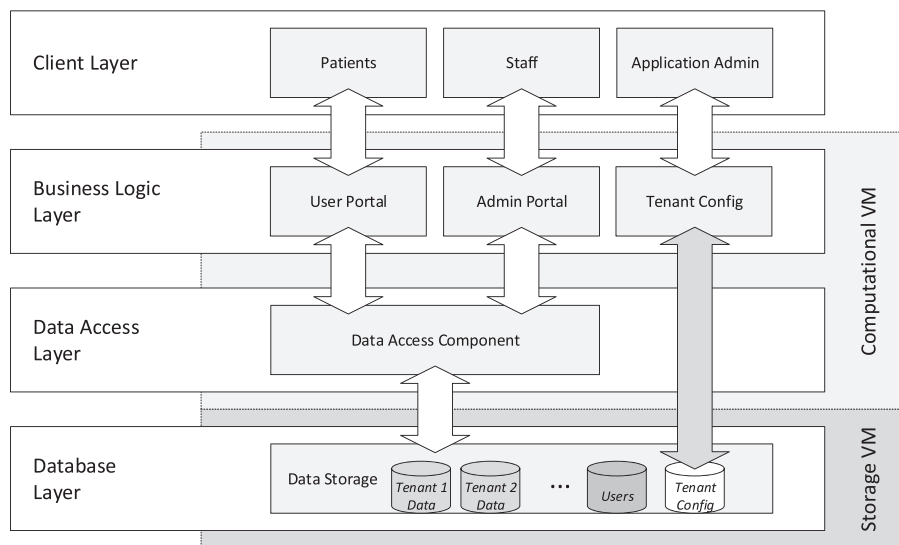 Client Layer
Patients
Staff
Application Admin
Business Logic
Layer
User Portal
Admin Portal
Tenant Config
Computational VM
Data Access
Layer
Data Access Component
Database
Layer
Data Storage
Tenant 1
Data
Tenant 2
Data
...
Users
Tenant
Config
Storage VM